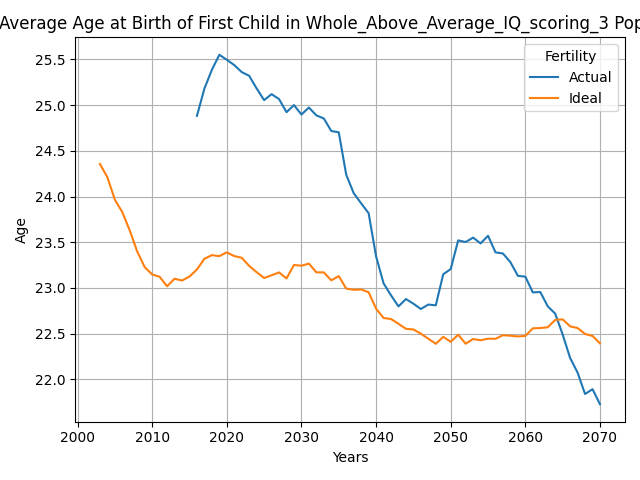 Average Age at Birth of First Child in Whole_Above_Average_IQ_scoring_3 Pop
Fertility
Actual
Ideal
25.5
25.0
24.5
24.0
23.5
23.0
22.5
22.0
Age
2000 2010 2020 2030 2040 2050 2060 2070
Years